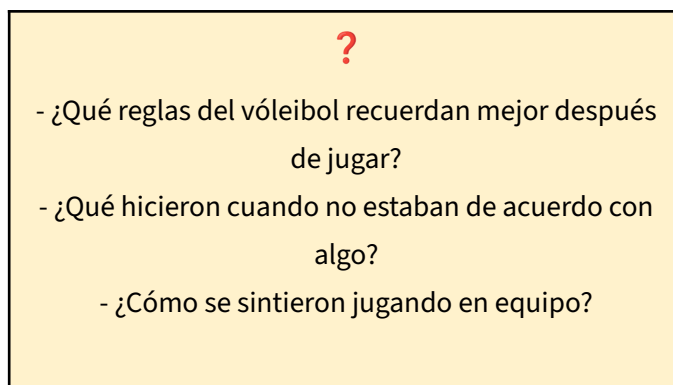 ❓
- ¿Qué reglas del vóleibol recuerdan mejor después
de jugar?
- ¿Qué hicieron cuando no estaban de acuerdo con
algo?
- ¿Cómo se sintieron jugando en equipo?